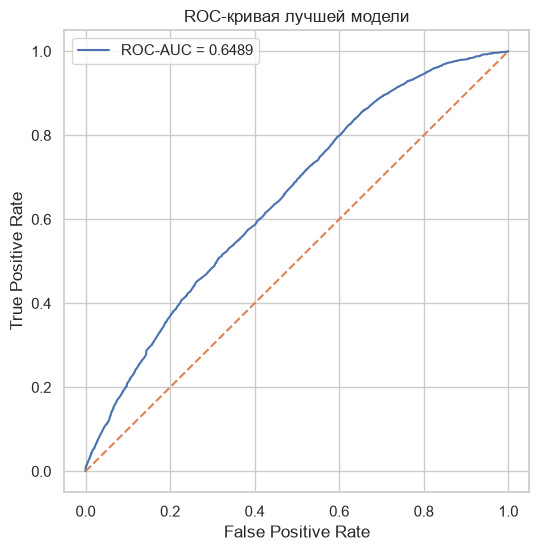 ROC-кривая лучшей модели
ROC-AUC = 0.6489
True Positive Rate
1.0
0.8
0.6
0.4
0.2
0.0
0.0 0.2 0.4 0.6 0.8 1.0
False Positive Rate